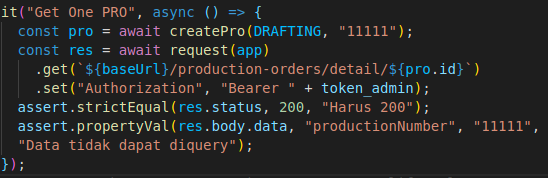 it("Get One PRO", async () => {
const pro = await createPro(DRAFTING, "11111");
const res = await request(app)
.get(`${baseUrl}/production-orders/detail/${pro.id}`)
.set("Authorization", "Bearer " + token_admin);
assert.strictEqual(res.status, 200, "Harus 200");
assert.propertyVal(res.body.data, "productionNumber", "11111",
"Data tidak dapat diquery");
});